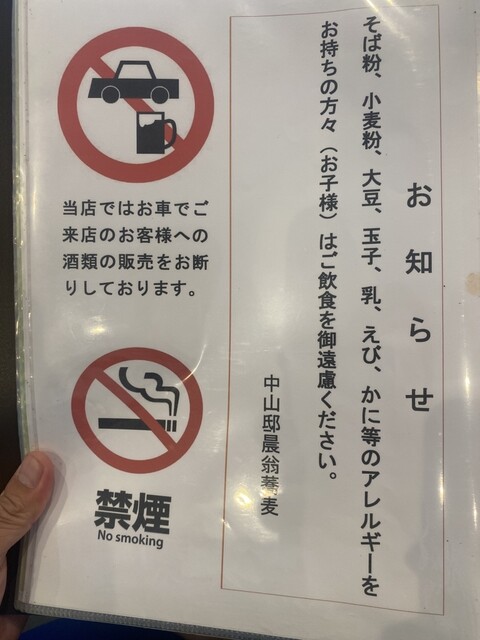 お知らせ
そば粉、小麦粉、大豆、玉子、乳、えび、かに等のアレルギーを
お持ちの方々（お子様）はご飲食を御遠慮ください。
中山邸晨翁蕎麦
当店ではお車でご
来店のお客様への
酒類の販売をお断
りしております。
禁煙
No smoking